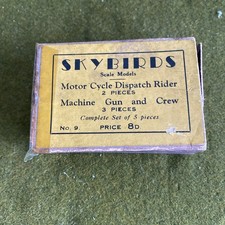 SKYBIRDS
Scale Models
Motor Cycle Dispatch Rider
2 PIECES
Machine Gun and Crew
3 PIECES
Complete Set of 5 pieces
No. 9. PRICE 8D